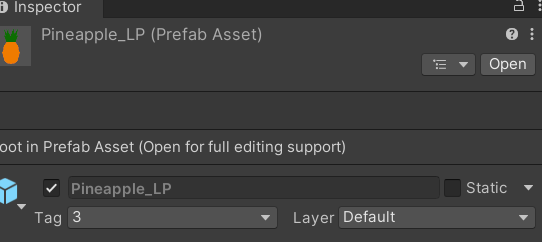 Inspector
Pineapple_LP (Prefab Asset)
Open
oot in Prefab Asset (Open for full editing support)
Pineapple_LP
Static
Tag 3 Layer Default